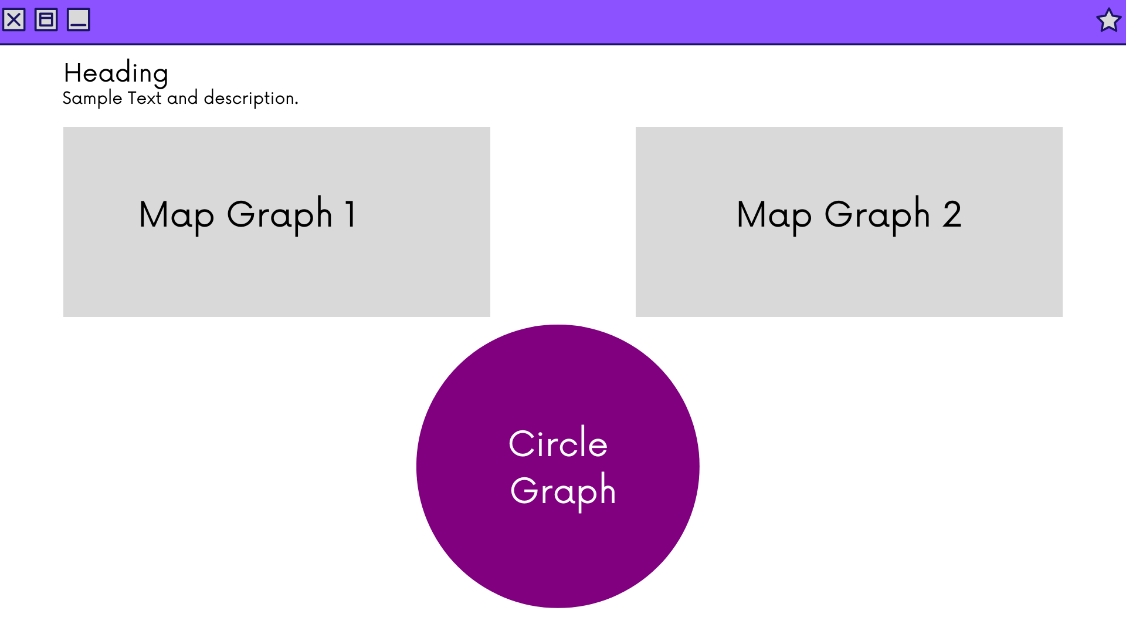 Heading
Sample Text and description.
Map Graph 1
Map Graph 2
Circle
Graph